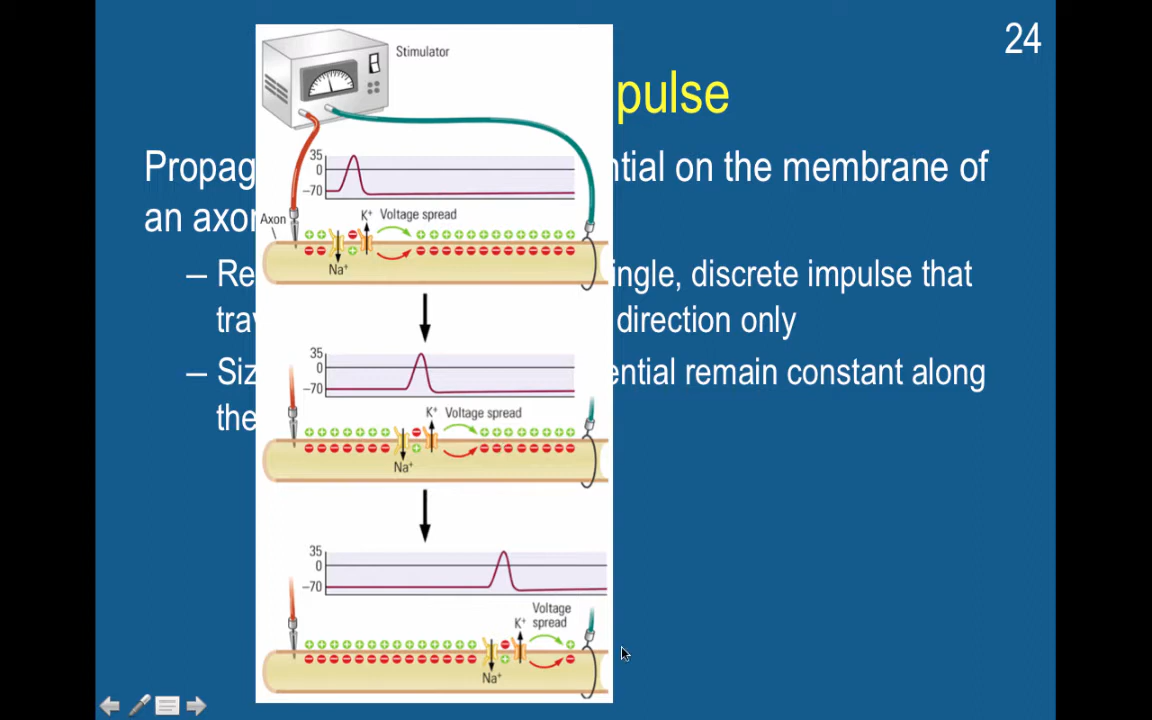 24
pulse
Propag ntial on the membrane of
an axon
– Re ingle, discrete impulse that
trav direction only
– Siz ential remain constant along
the
Stimulator
35
0
–70
Axon
K+ Voltage spread
Na+
35
0
–70
K+ Voltage spread
Na+
35
0
–70
Voltage
K+ spread
Na+